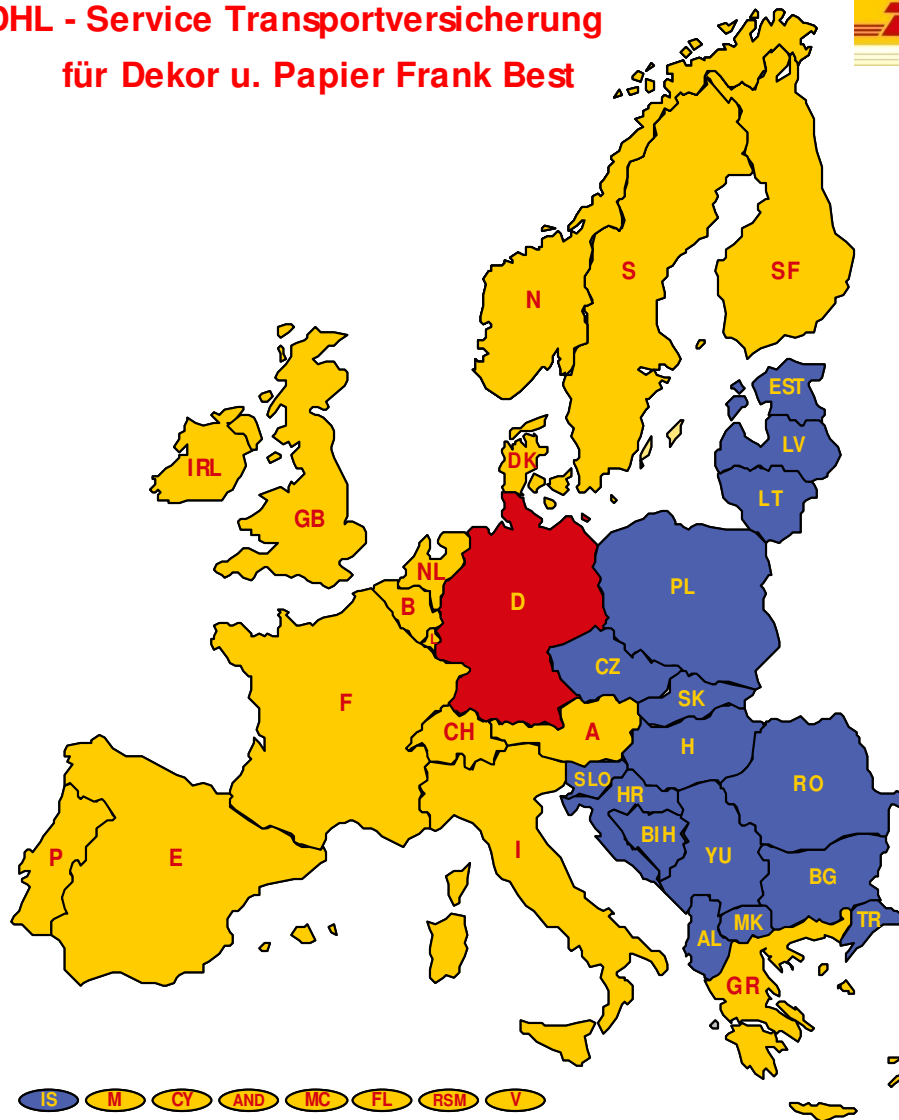 DHL - Service Transportversicherung
für Dekor u. Papier Frank Best
N
S
SF
EST
LV
LT
IRL
GB
DK
NL
B
L
D
PL
CZ
SK
F
CH
A
H
SLO
HR
RO
BIH
YU
P
E
I
BG
MK
TR
AL
GR
IS
M
CY
AND
MC
FL
RSM
V